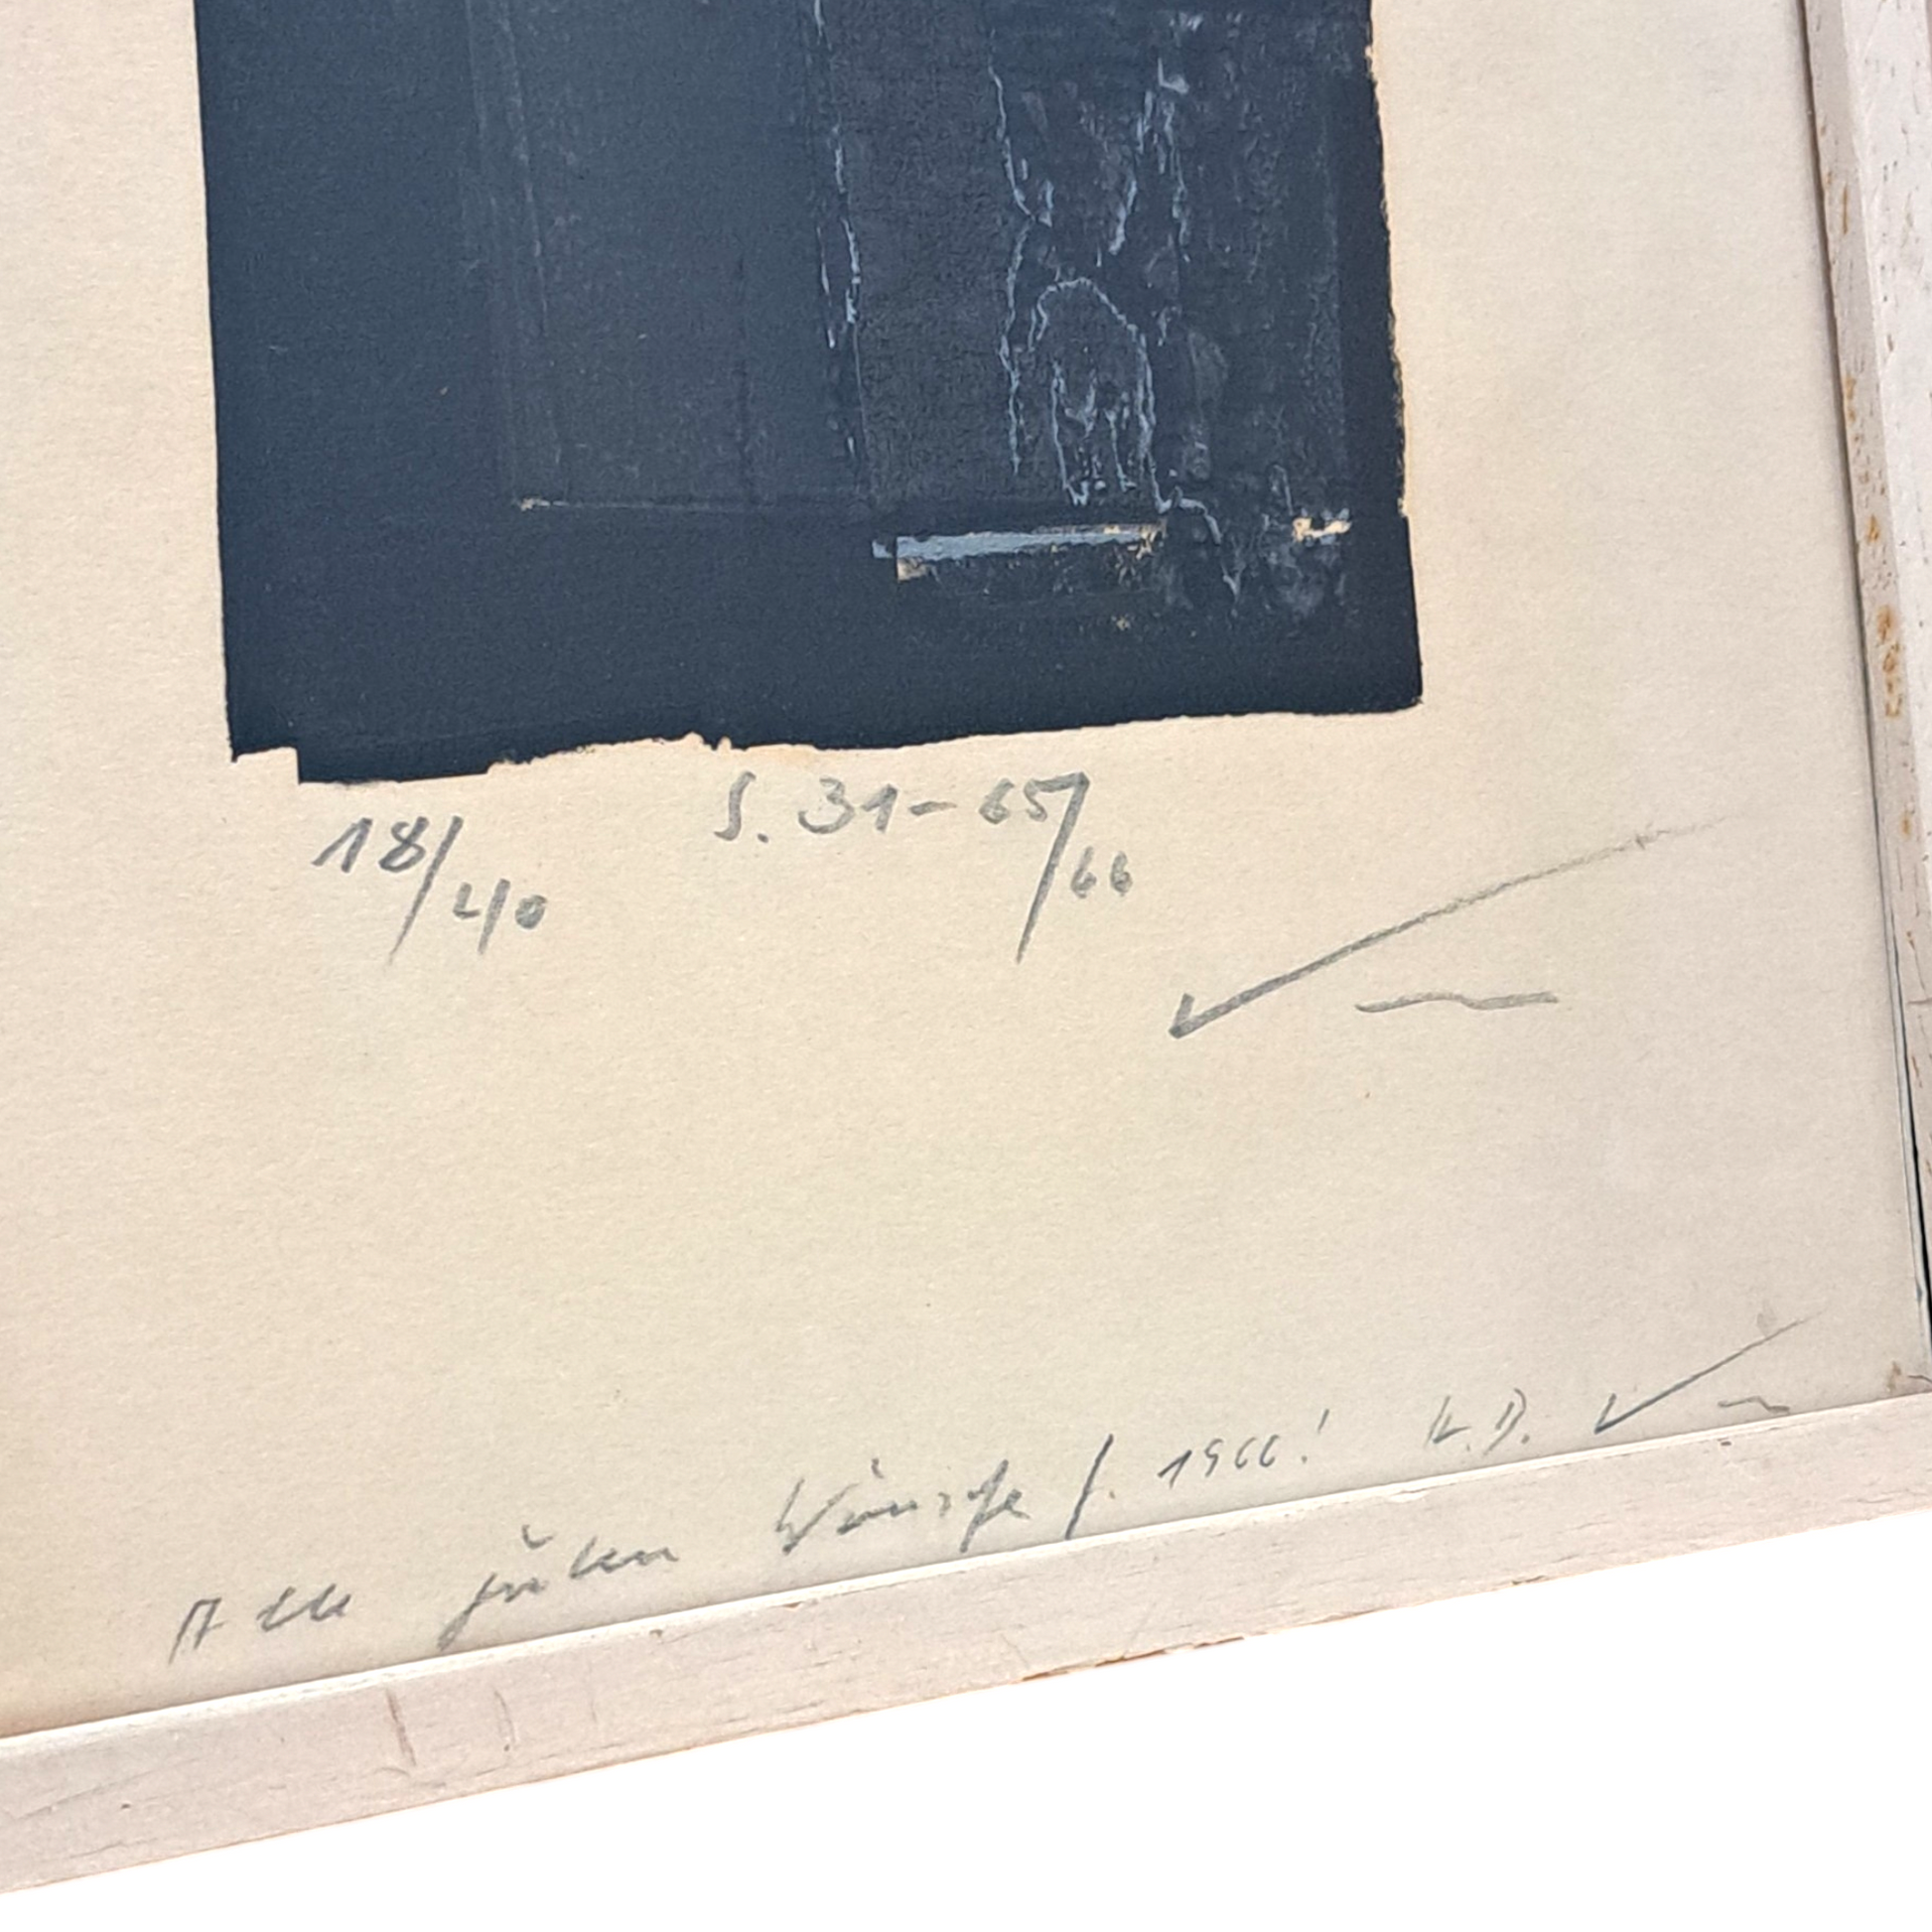 18/40 S. 31-65/66
Alle guten Wünsche f. 1966! H.D.